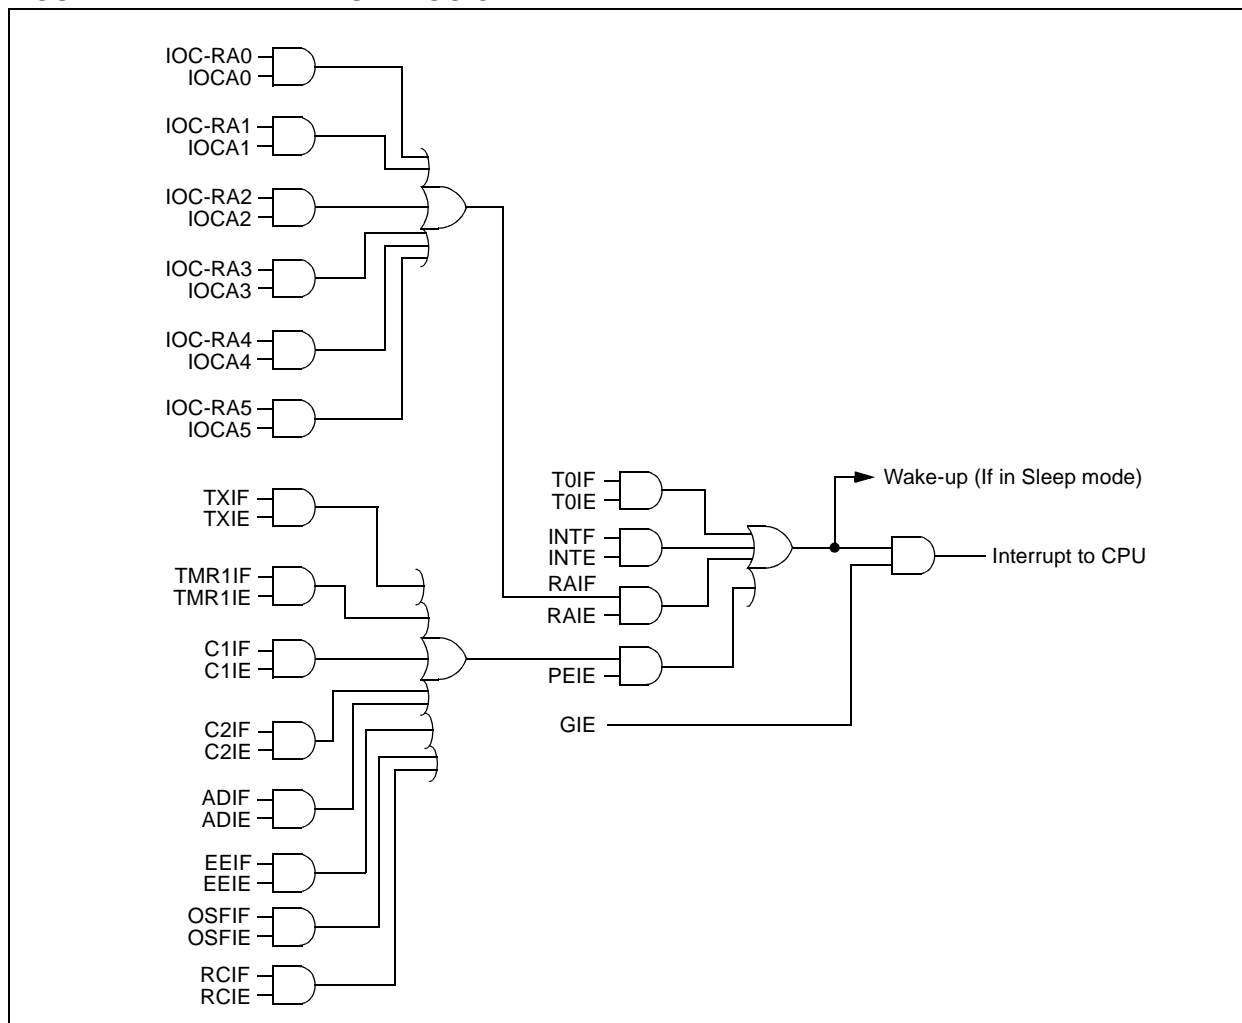 IOC-RA0
IOCA0
IOC-RA1
IOCA1
IOC-RA2
IOCA2
IOC-RA3
IOCA3
IOC-RA4
IOCA4
IOC-RA5
IOCA5
TXIF
TXIE
TMR1IF
TMR1IE
C1IF
C1IE
C2IF
C2IE
ADIF
ADIE
EEIF
EEIE
OSFIF
OSFIE
RCIF
RCIE
T0IF
T0IE
INTF
INTE
RAIF
RAIE
PEIE
GIE
Wake-up (If in Sleep mode)
Interrupt to CPU